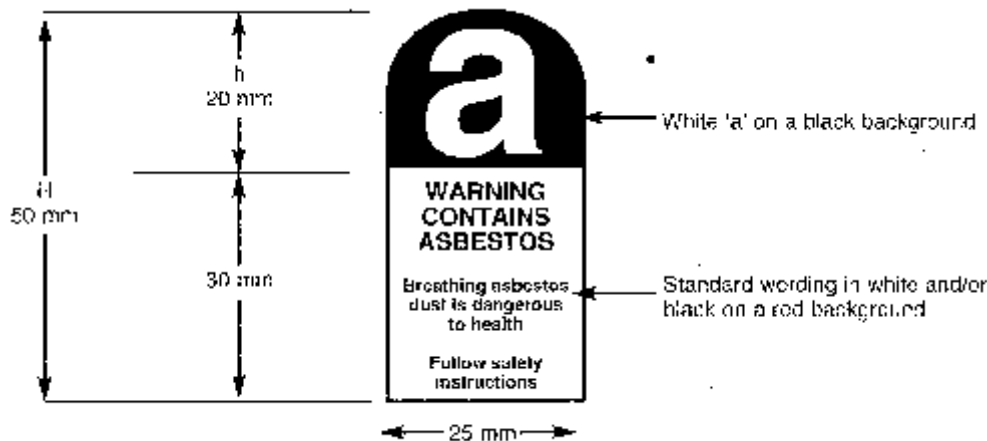 h
20 mm
H
50 mm
30 mm
a
WARNING
CONTAINS
ASBESTOS
Breathing asbestos
dust is dangerous
to health
Follow safety
instructions
White 'a' on a black background
Standard wording in white and/or
black on a red background
25 mm